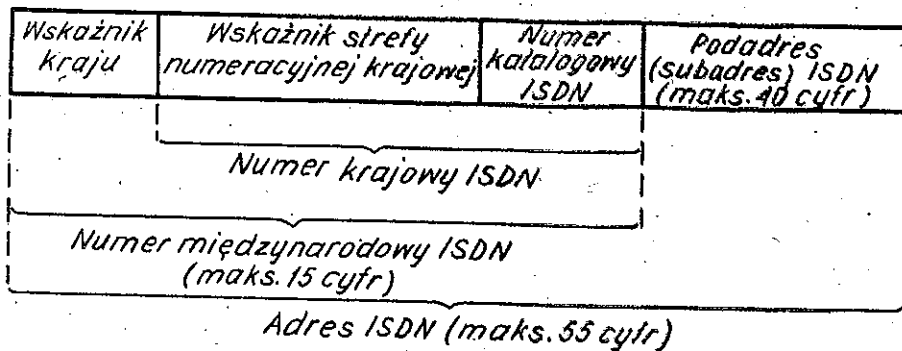 Wskaźnik
kraju
Wskaźnik strefy
numeracyjnej krajowej
Numer
katalogowy
ISDN
Podadres
(subadres) ISDN
(maks. 40 cyfr)
Numer krajowy ISDN
Numer międzynarodowy ISDN
(maks. 15 cyfr)
Adres ISDN (maks. 55 cyfr)